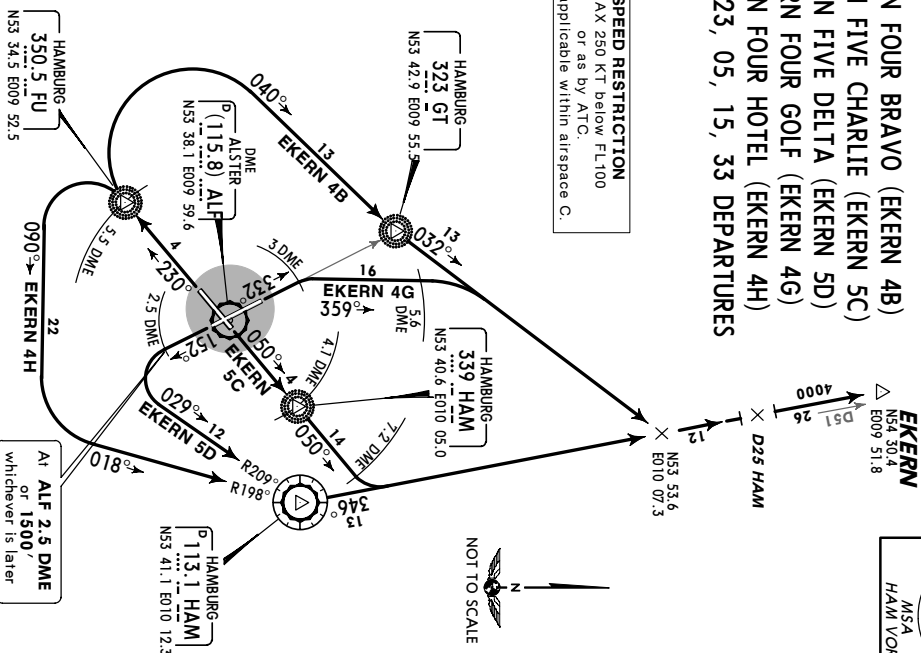 N FOUR BRAVO (EKERN 4B)
N FIVE CHARLIE (EKERN 5C)
N FIVE DELTA (EKERN 5D)
RN FOUR GOLF (EKERN 4G)
N FOUR HOTEL (EKERN 4H)
23, 05, 15, 33 DEPARTURES
SPEED RESTRICTION
AX 250 KT below FL100
or as by ATC.
applicable within airspace C.
MSA
HAM VOR
EKERN
N54 30.4
E009 51.8
D51
26
4000
D25 HAM
12
N53 53.6
E010 07.3
HAMBURG
323 GT
N53 42.9 E009 55.5
040°
13
EKERN 4B
032°
13
DME
ALSTER
D
(115.8) ALF
N53 38.1 E009 59.6
HAMBURG
350.5 FU
N53 34.5 E009 52.5
5.5 DME
4
230°
3 DME
332°
16
EKERN 4G
359°
5.6
DME
2.5 DME
152°
050°
4
EKERN
5C
4.1 DME
HAMBURG
339 HAM
N53 40.6 E010 05.0
050°
14
7.2 DME
029°
12
EKERN 5D
R209°
R198°
346°
13
090°
EKERN 4H
22
018°
HAMBURG
D
113.1 HAM
N53 41.1 E010 12.3
At ALF 2.5 DME
or 1500'
whichever is later
N
NOT TO SCALE